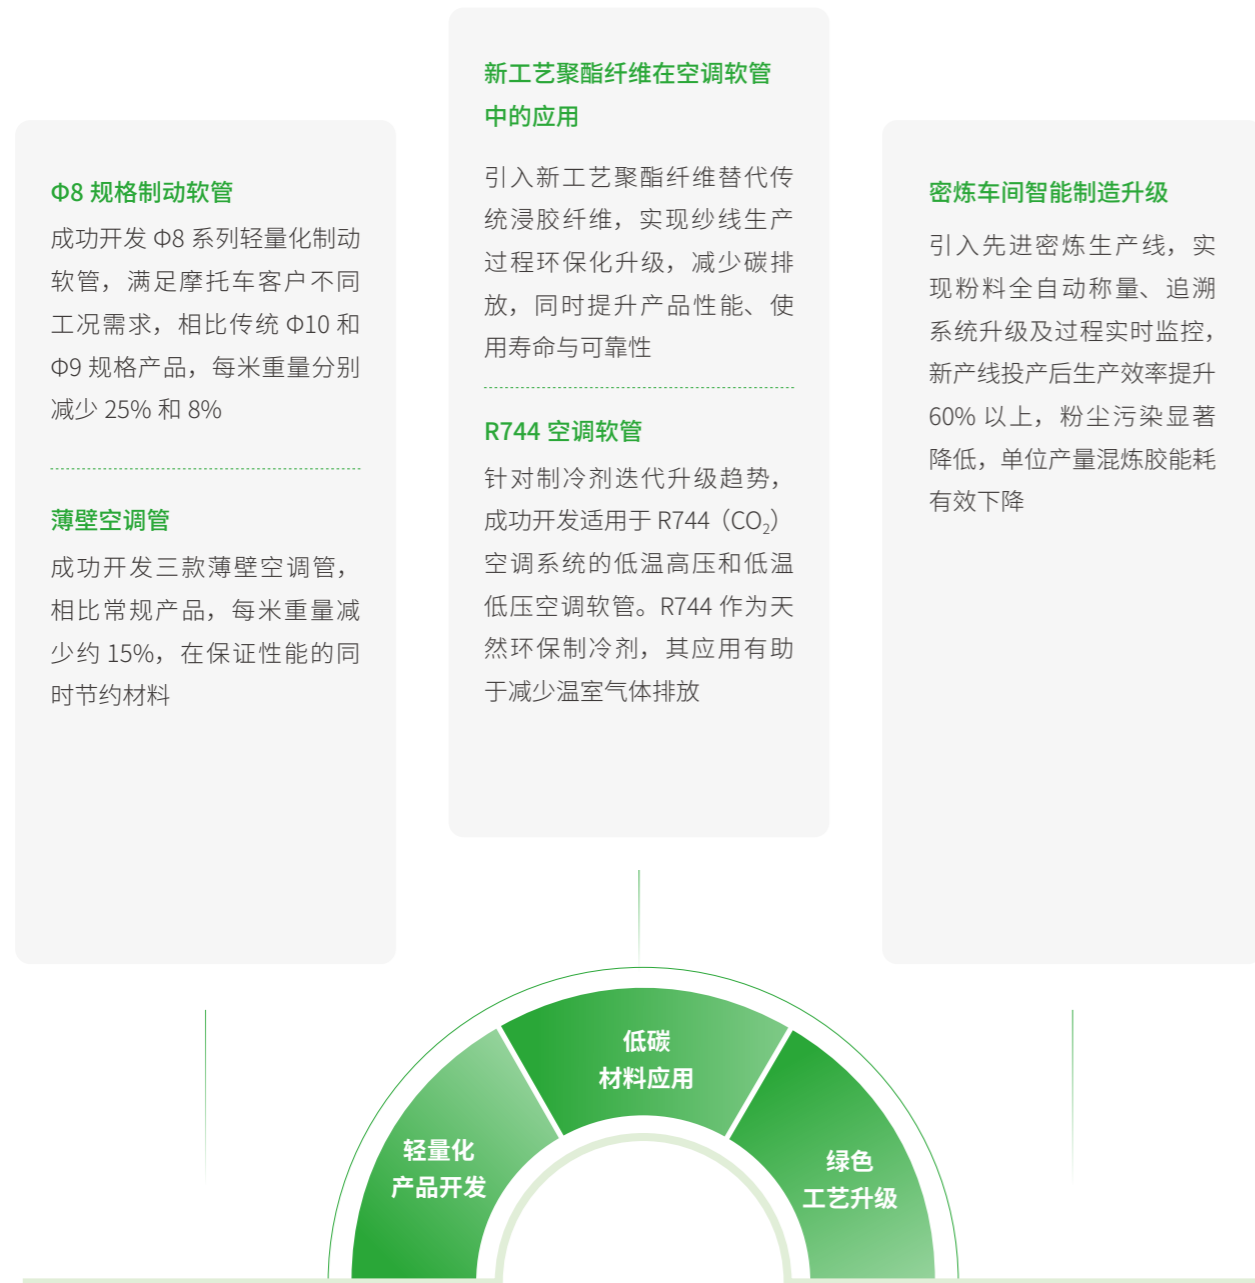 Φ8 规格制动软管
成功开发 Φ8 系列轻量化制动
软管，满足摩托车客户不同
工况需求，相比传统 Φ10 和
Φ9 规格产品，每米重量分别
减少 25% 和 8%
薄壁空调管
成功开发三款薄壁空调管，
相比常规产品，每米重量减
少约 15%，在保证性能的同
时节约材料
新工艺聚酯纤维在空调软管
中的应用
引入新工艺聚酯纤维替代传
统浸胶纤维，实现纱线生产
过程环保化升级，减少碳排
放，同时提升产品性能、使
用寿命与可靠性
R744 空调软管
针对制冷剂迭代升级趋势，
成功开发适用于 R744（CO₂）
空调系统的低温高压和低温
低压空调软管。R744 作为天
然环保制冷剂，其应用有助
于减少温室气体排放
密炼车间智能制造升级
引入先进密炼生产线，实
现粉料全自动称量、追溯
系统升级及过程实时监控，
新产线投产后生产效率提升
60% 以上，粉尘污染显著
降低，单位产量混炼胶能耗
有效下降
轻量化
产品开发
低碳
材料应用
绿色
工艺升级